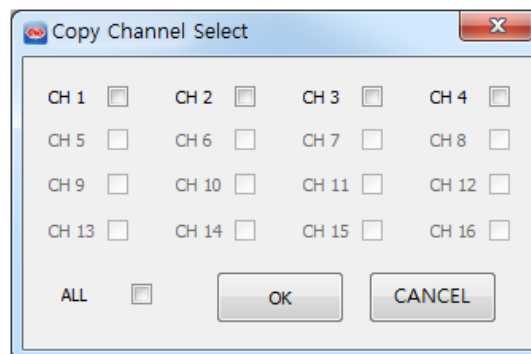 Copy Channel Select
CH 1 CH 2 CH 3 CH 4
CH 5 CH 6 CH 7 CH 8
CH 9 CH 10 CH 11 CH 12
CH 13 CH 14 CH 15 CH 16
ALL OK CANCEL